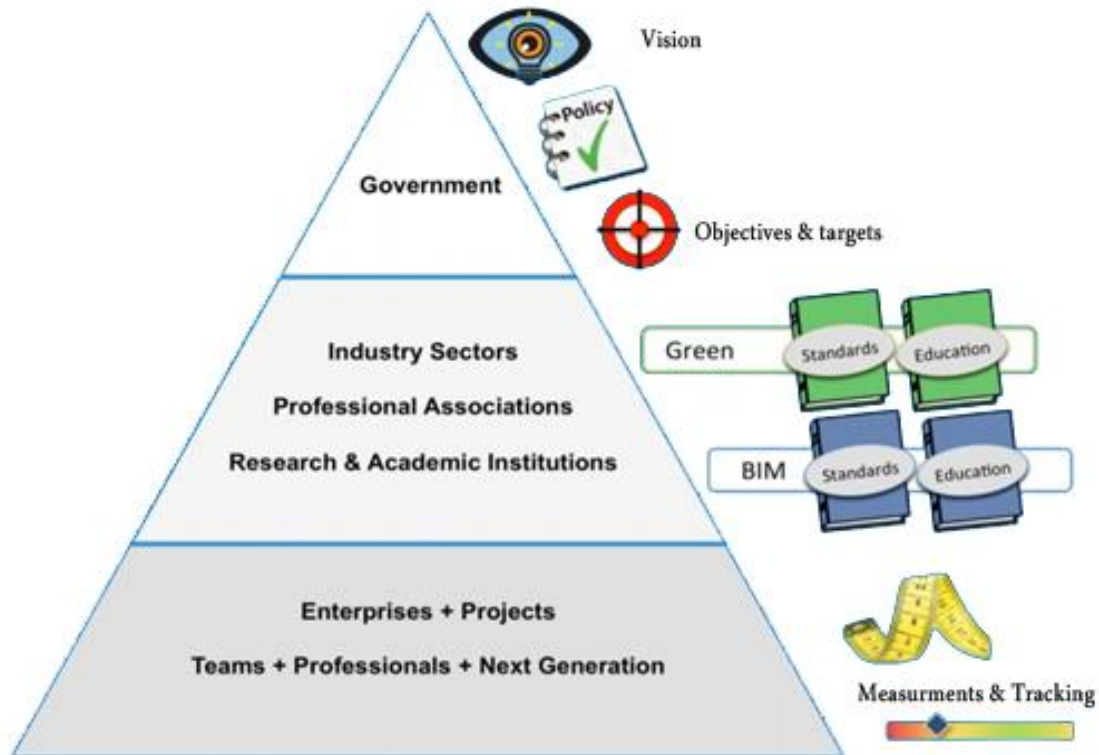 Vision
Policy
Government
Objectives & targets
Industry Sectors
Professional Associations
Research & Academic Institutions
Green Standards Education
BIM Standards Education
Enterprises + Projects
Teams + Professionals + Next Generation
Measurments & Tracking